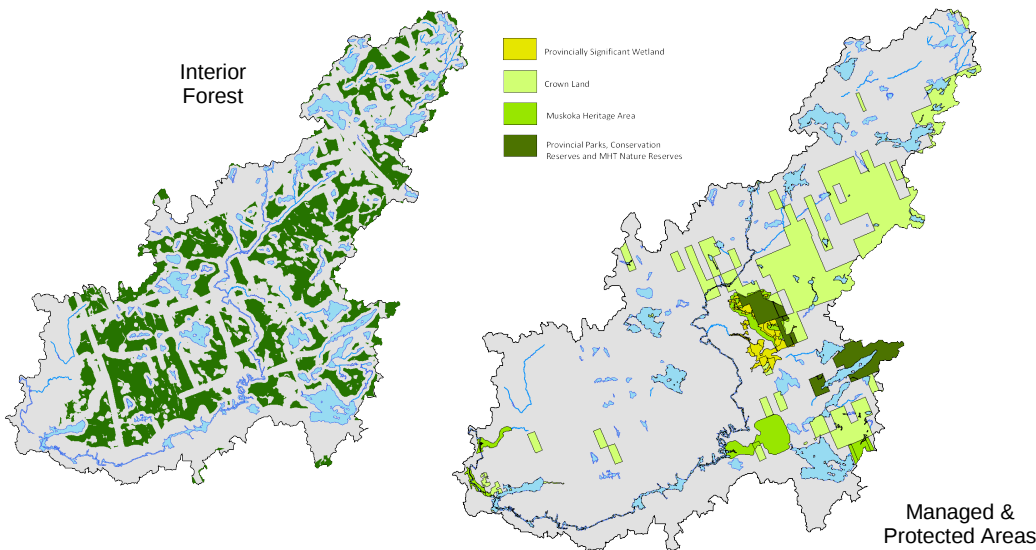 Interior
Forest
Provincially Significant Wetland
Crown Land
Muskoka Heritage Area
Provincial Parks, Conservation
Reserves and MHT Nature Reserves
Managed &
Protected Areas